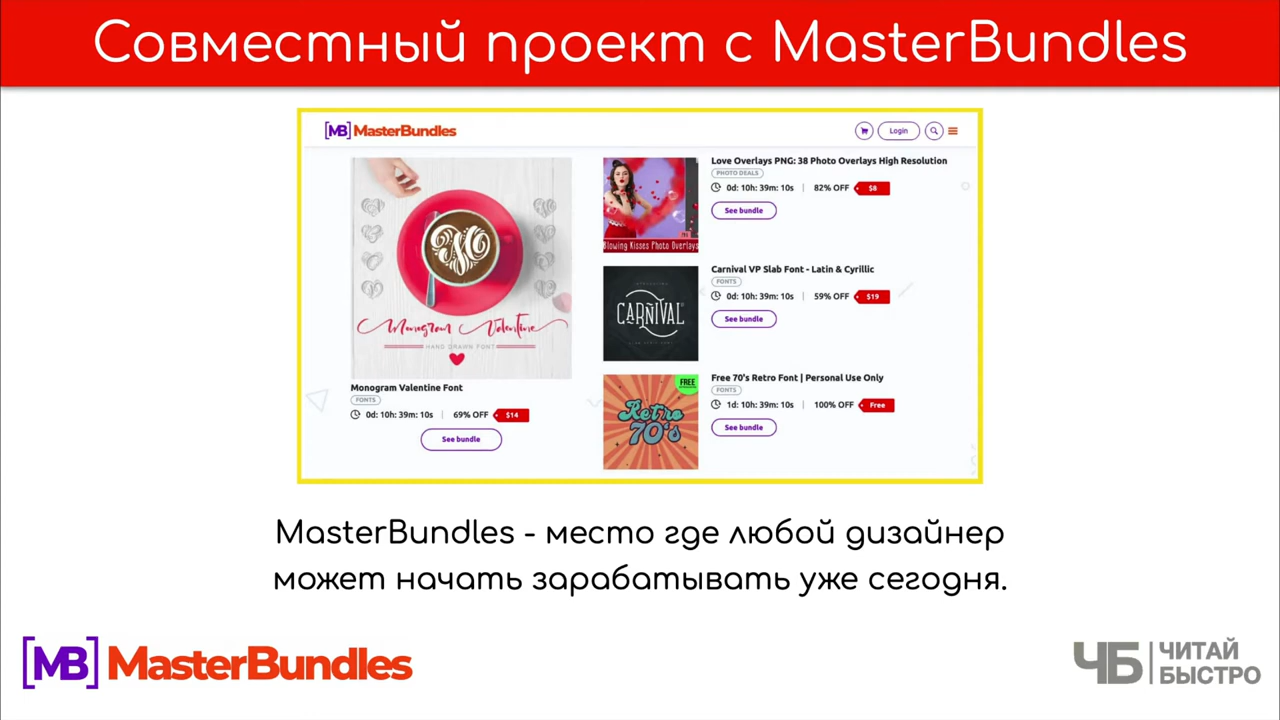 Совместный проект с MasterBundles
[MB] MasterBundles
Login
Monogram Valentine
HAND DRAWN FONT
Monogram Valentine Font
FONTS
0d: 10h: 39m: 10s | 69% OFF $14
See bundle
Blowing Kisses Photo Overlays
Love Overlays PNG: 38 Photo Overlays High Resolution
PHOTO DEALS
0d: 10h: 39m: 10s | 82% OFF $8
See bundle
CARNIVAL
Carnival VP Slab Font - Latin & Cyrillic
FONTS
0d: 10h: 39m: 10s | 59% OFF $19
See bundle
FREE
Retro
70's
Free 70's Retro Font | Personal Use Only
FONTS
1d: 10h: 39m: 10s | 100% OFF Free
See bundle
MasterBundles - место где любой дизайнер
может начать зарабатывать уже сегодня.
[MB] MasterBundles
ЧБ | ЧИТАЙ
БЫСТРО